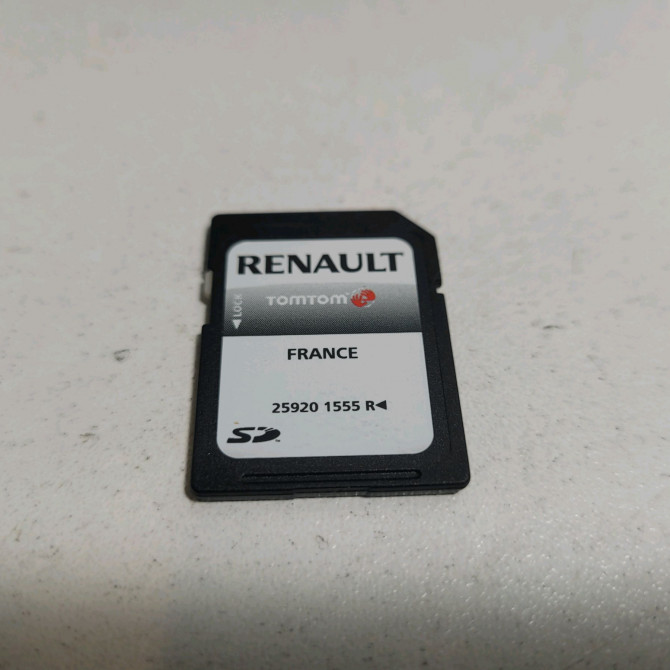 RENAULT
TOMTOM
LOCK
FRANCE
25920 1555 R
SD